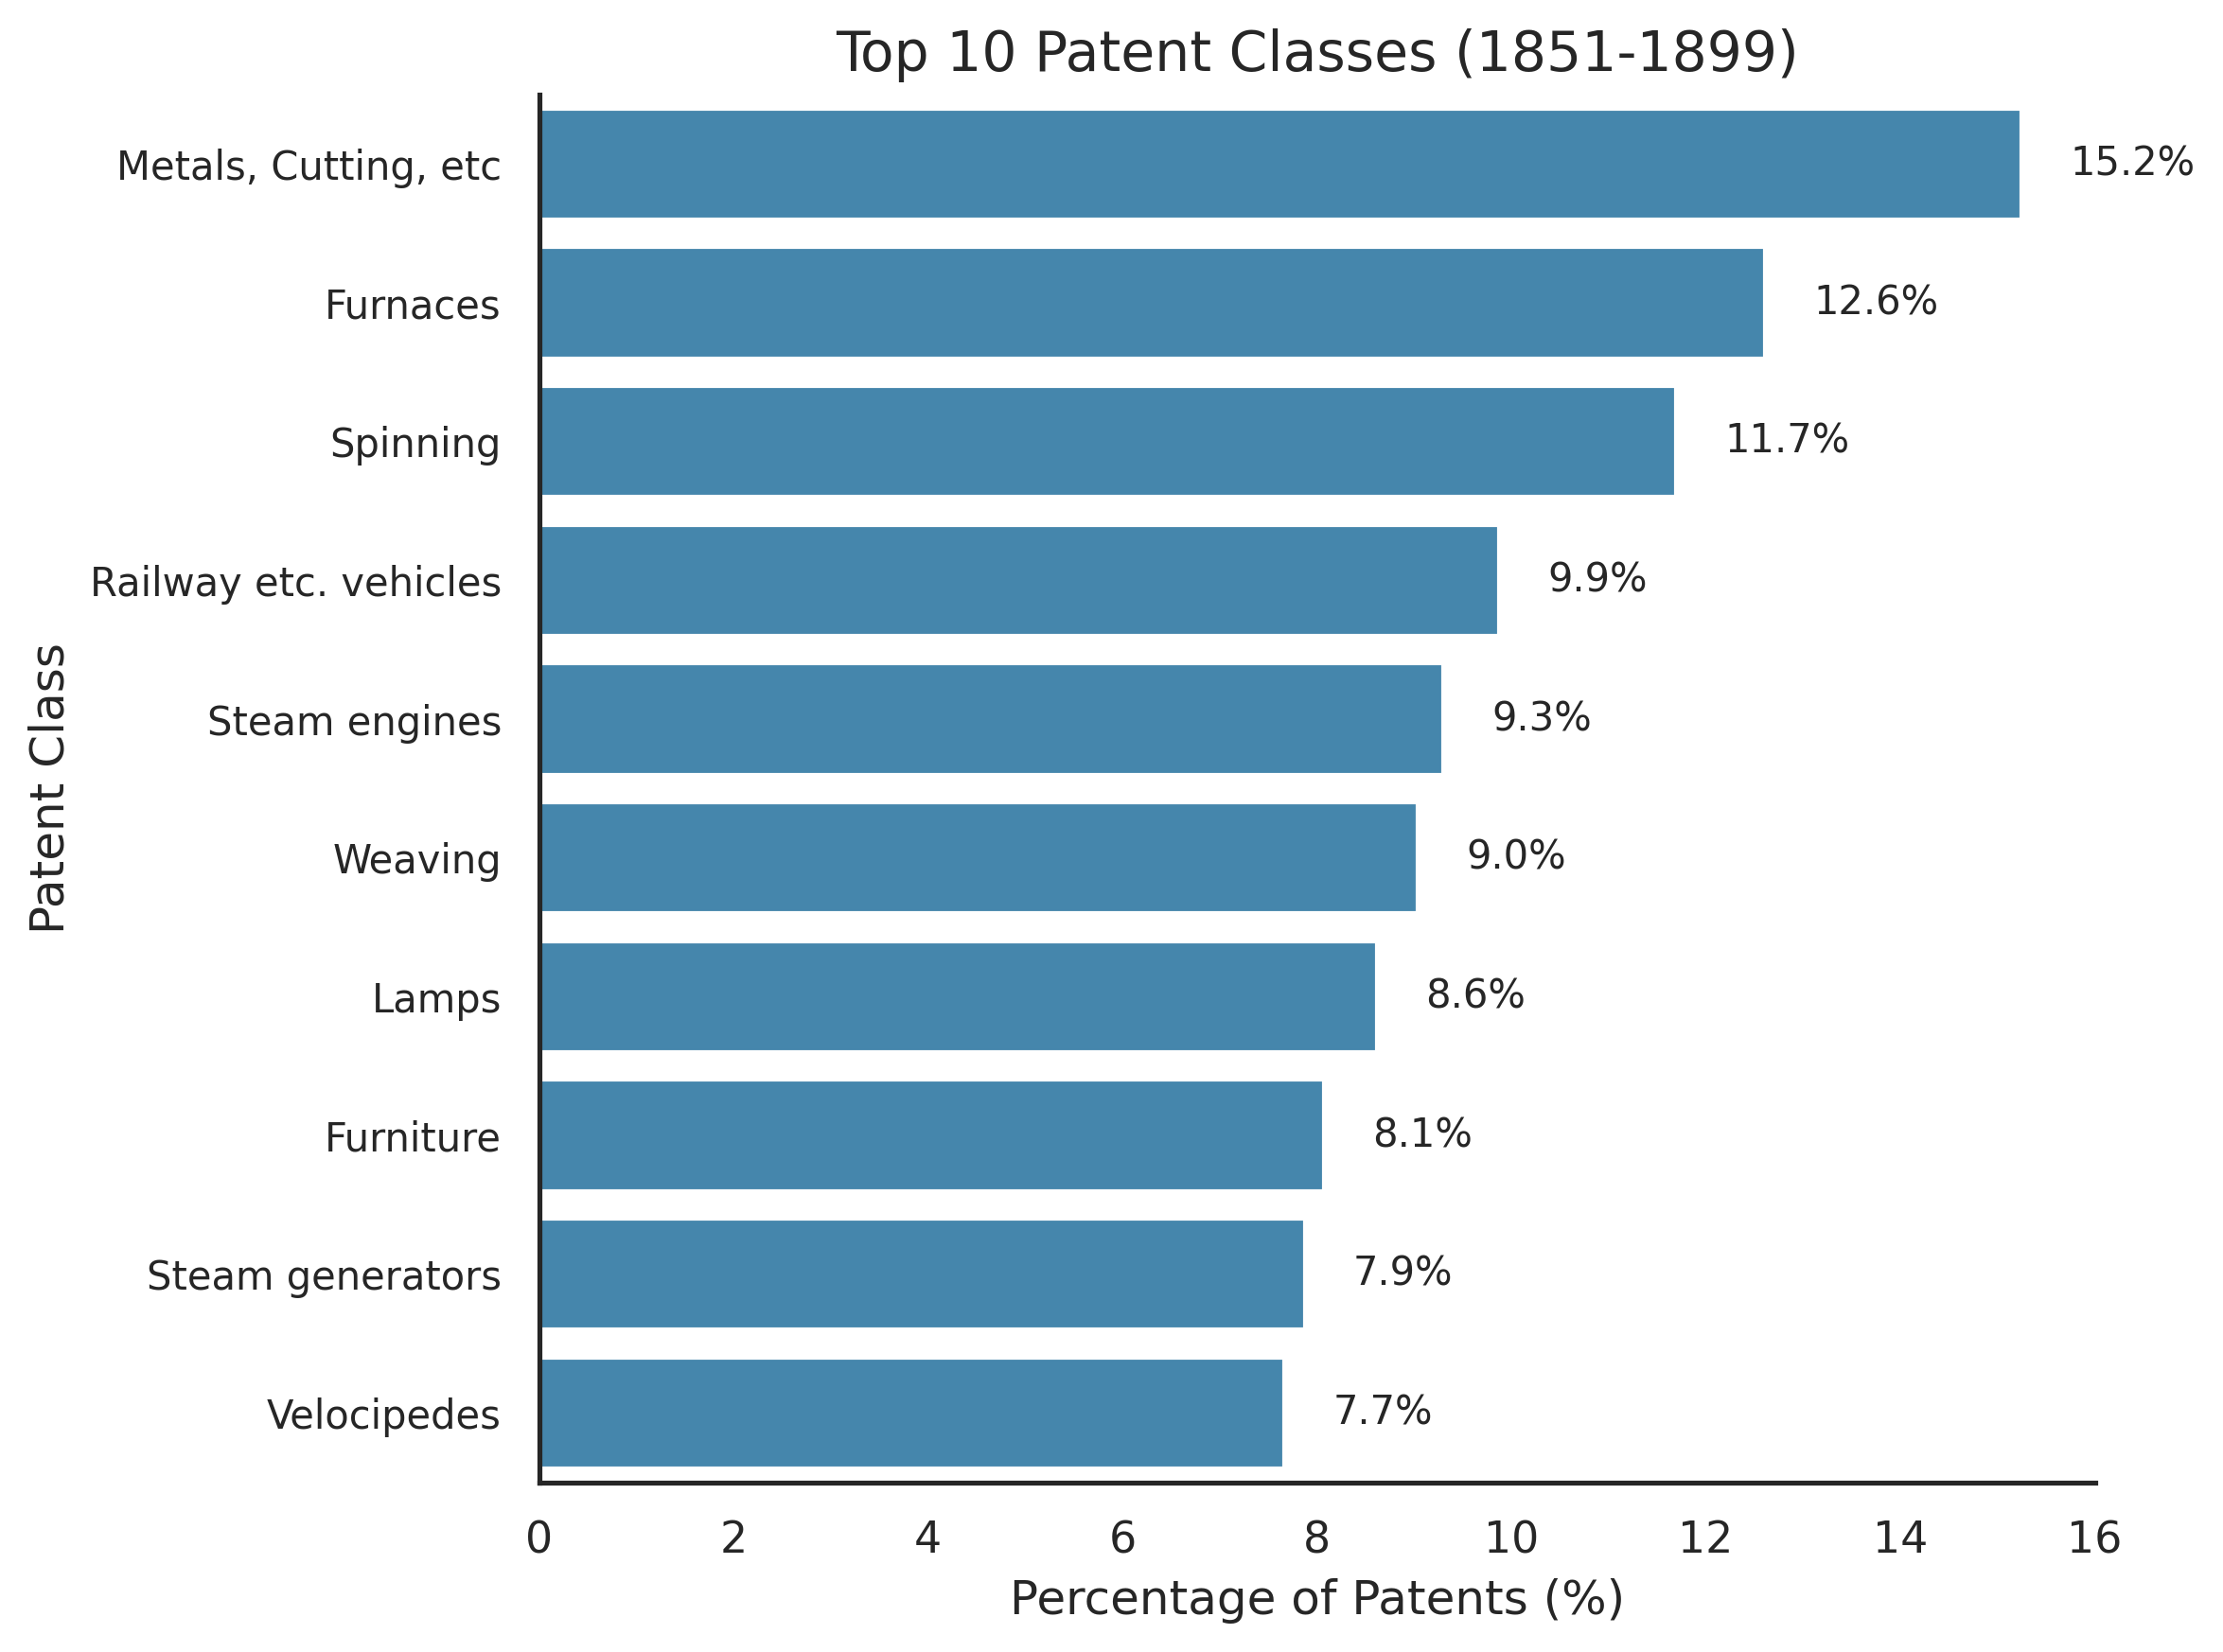 Top 10 Patent Classes (1851-1899)
Patent Class
Metals, Cutting, etc 15.2%
Furnaces 12.6%
Spinning 11.7%
Railway etc. vehicles 9.9%
Steam engines 9.3%
Weaving 9.0%
Lamps 8.6%
Furniture 8.1%
Steam generators 7.9%
Velocipedes 7.7%
0 2 4 6 8 10 12 14 16
Percentage of Patents (%)